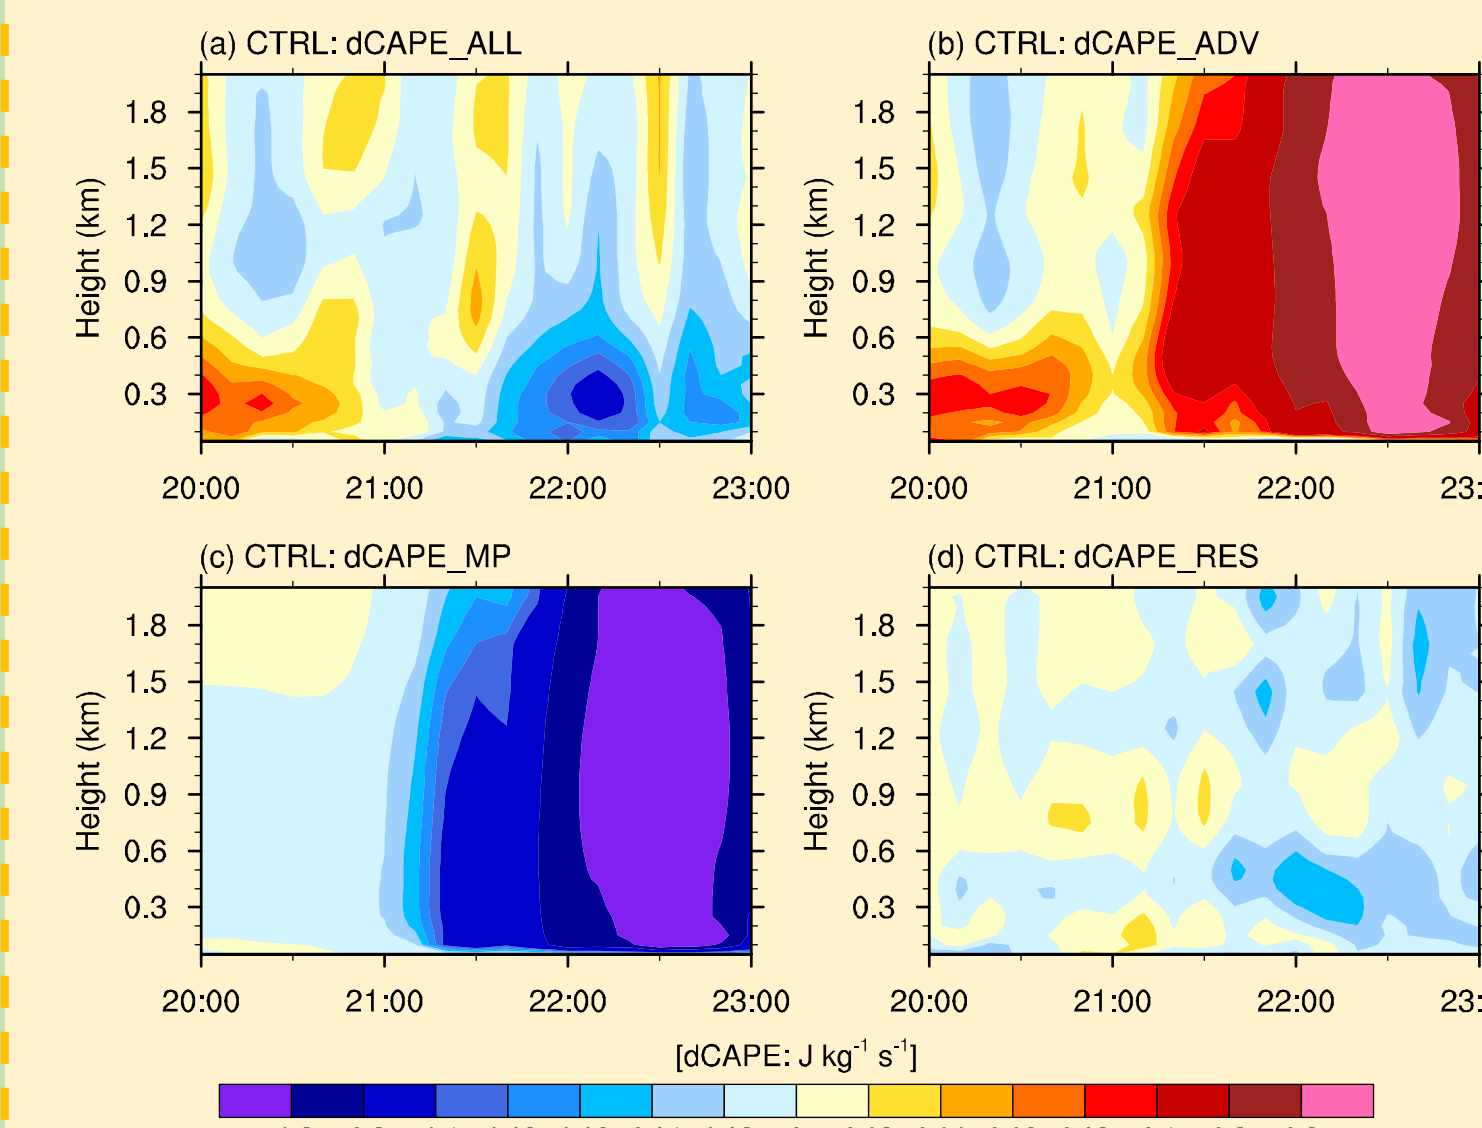 (a) CTRL: dCAPE_ALL
(b) CTRL: dCAPE_ADV
Height (km)
1.8
1.5
1.2
0.9
0.6
0.3
20:00 21:00 22:00 23:00
Height (km)
1.8
1.5
1.2
0.9
0.6
0.3
20:00 21:00 22:00 23:
(c) CTRL: dCAPE_MP
(d) CTRL: dCAPE_RES
Height (km)
1.8
1.5
1.2
0.9
0.6
0.3
20:00 21:00 22:00 23:00
Height (km)
1.8
1.5
1.2
0.9
0.6
0.3
20:00 21:00 22:00 23:
[dCAPE: J kg⁻¹ s⁻¹]